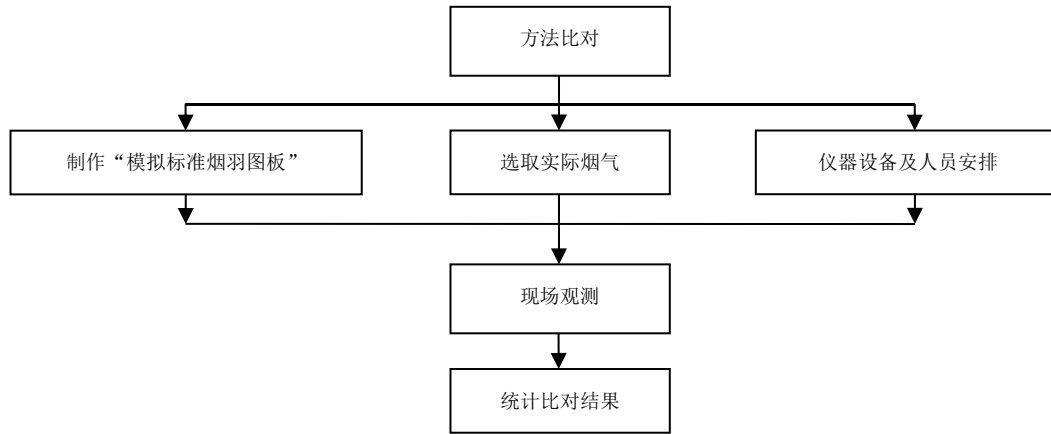 方法比对
制作“模拟标准烟羽图板”
选取实际烟气
仪器设备及人员安排
现场观测
统计比对结果